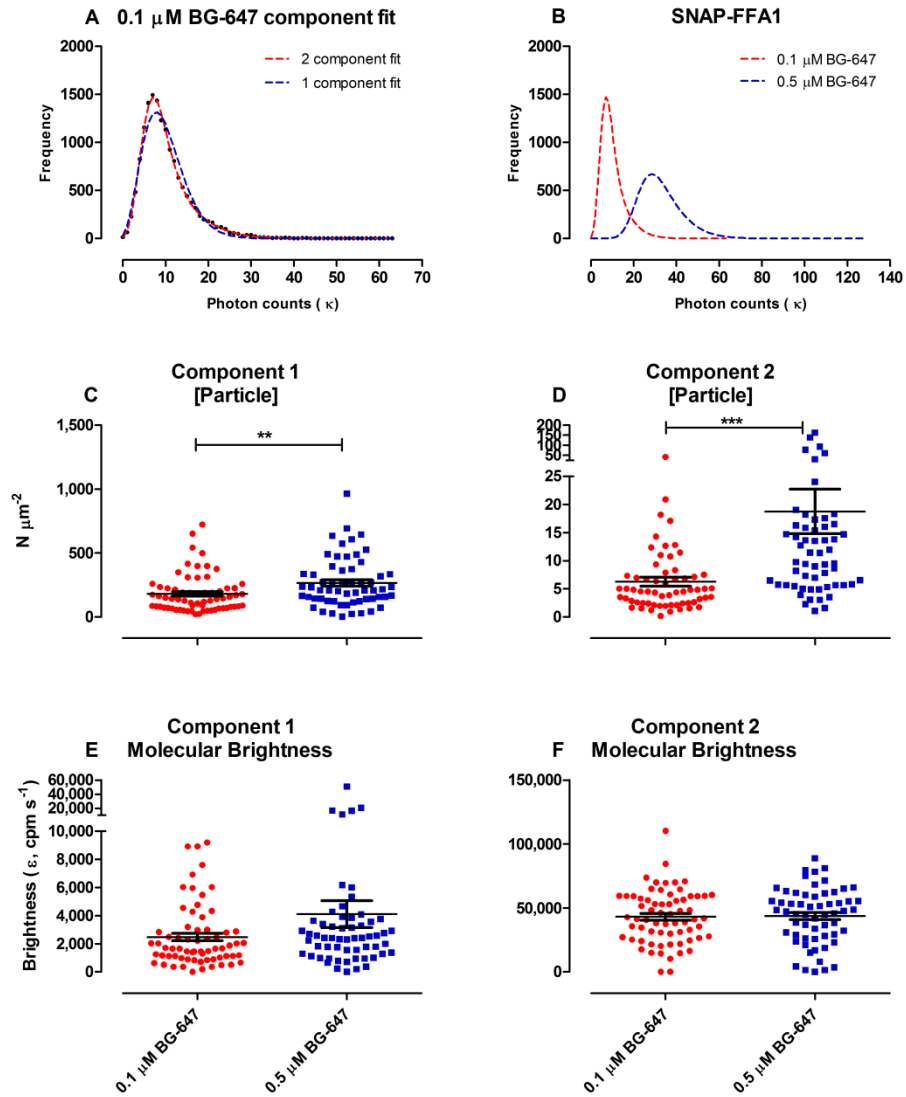 A 0.1 μM BG-647 component fit
2000
1500
1000
500
0
Frequency
2 component fit
1 component fit
0 10 20 30 40 50 60 70
Photon counts ( κ)
B SNAP-FFA1
2000
1500
1000
500
0
Frequency
0.1 μM BG-647
0.5 μM BG-647
0 20 40 60 80 100 120 140
Photon counts ( κ)
C Component 1
[Particle]
1,500
1,000
500
0
N μm-2
**
D Component 2
[Particle]
200
150
100
50
25
20
15
10
5
0
***
E Component 1
Molecular Brightness
60,000
40,000
20,000
10,000
8,000
6,000
4,000
2,000
0
Brightness ( ε, cpm s-1)
0.1 μM BG-647
0.5 μM BG-647
F Component 2
Molecular Brightness
150,000
100,000
50,000
0
0.1 μM BG-647
0.5 μM BG-647